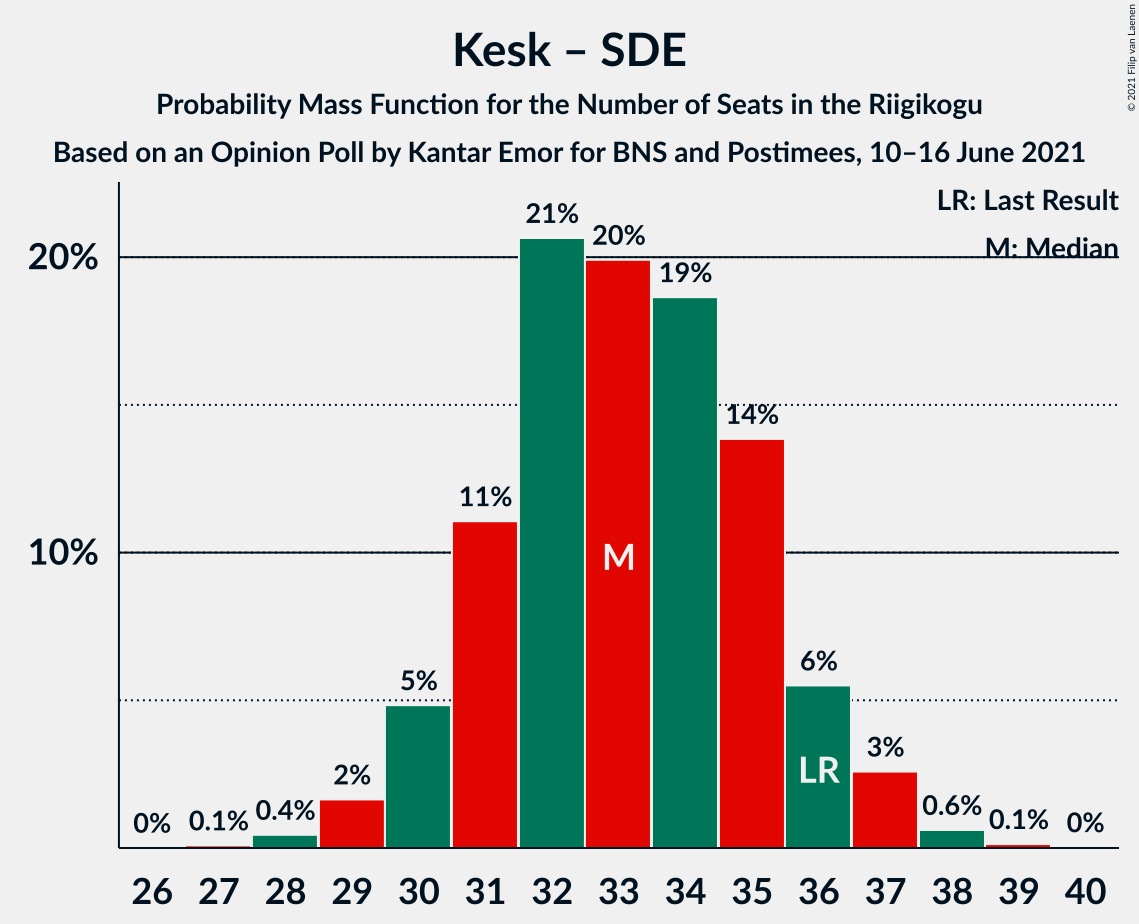 Kesk – SDE
Probability Mass Function for the Number of Seats in the Riigikogu
Based on an Opinion Poll by Kantar Emor for BNS and Postimees, 10–16 June 2021
© 2021 Filip van Laenen
LR: Last Result
M: Median
20%
10%
0%
0.1%
0.4%
2%
5%
11%
21%
20%
19%
14%
6%
3%
0.6%
0.1%
0%
M
LR
26 27 28 29 30 31 32 33 34 35 36 37 38 39 40